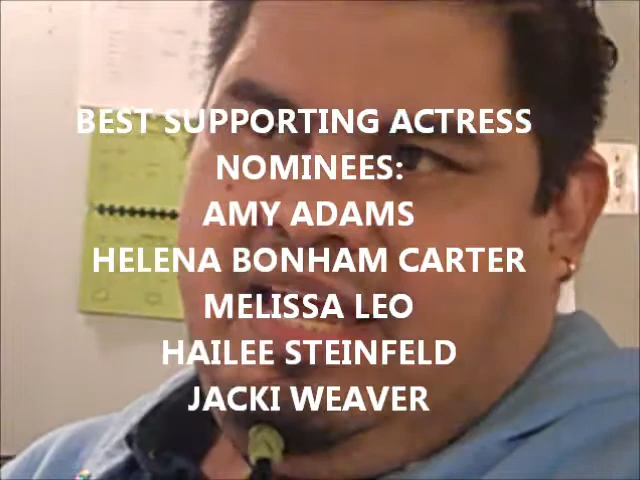 BEST SUPPORTING ACTRESS
NOMINEES:
AMY ADAMS
HELENA BONHAM CARTER
MELISSA LEO
HAILEE STEINFELD
JACKI WEAVER